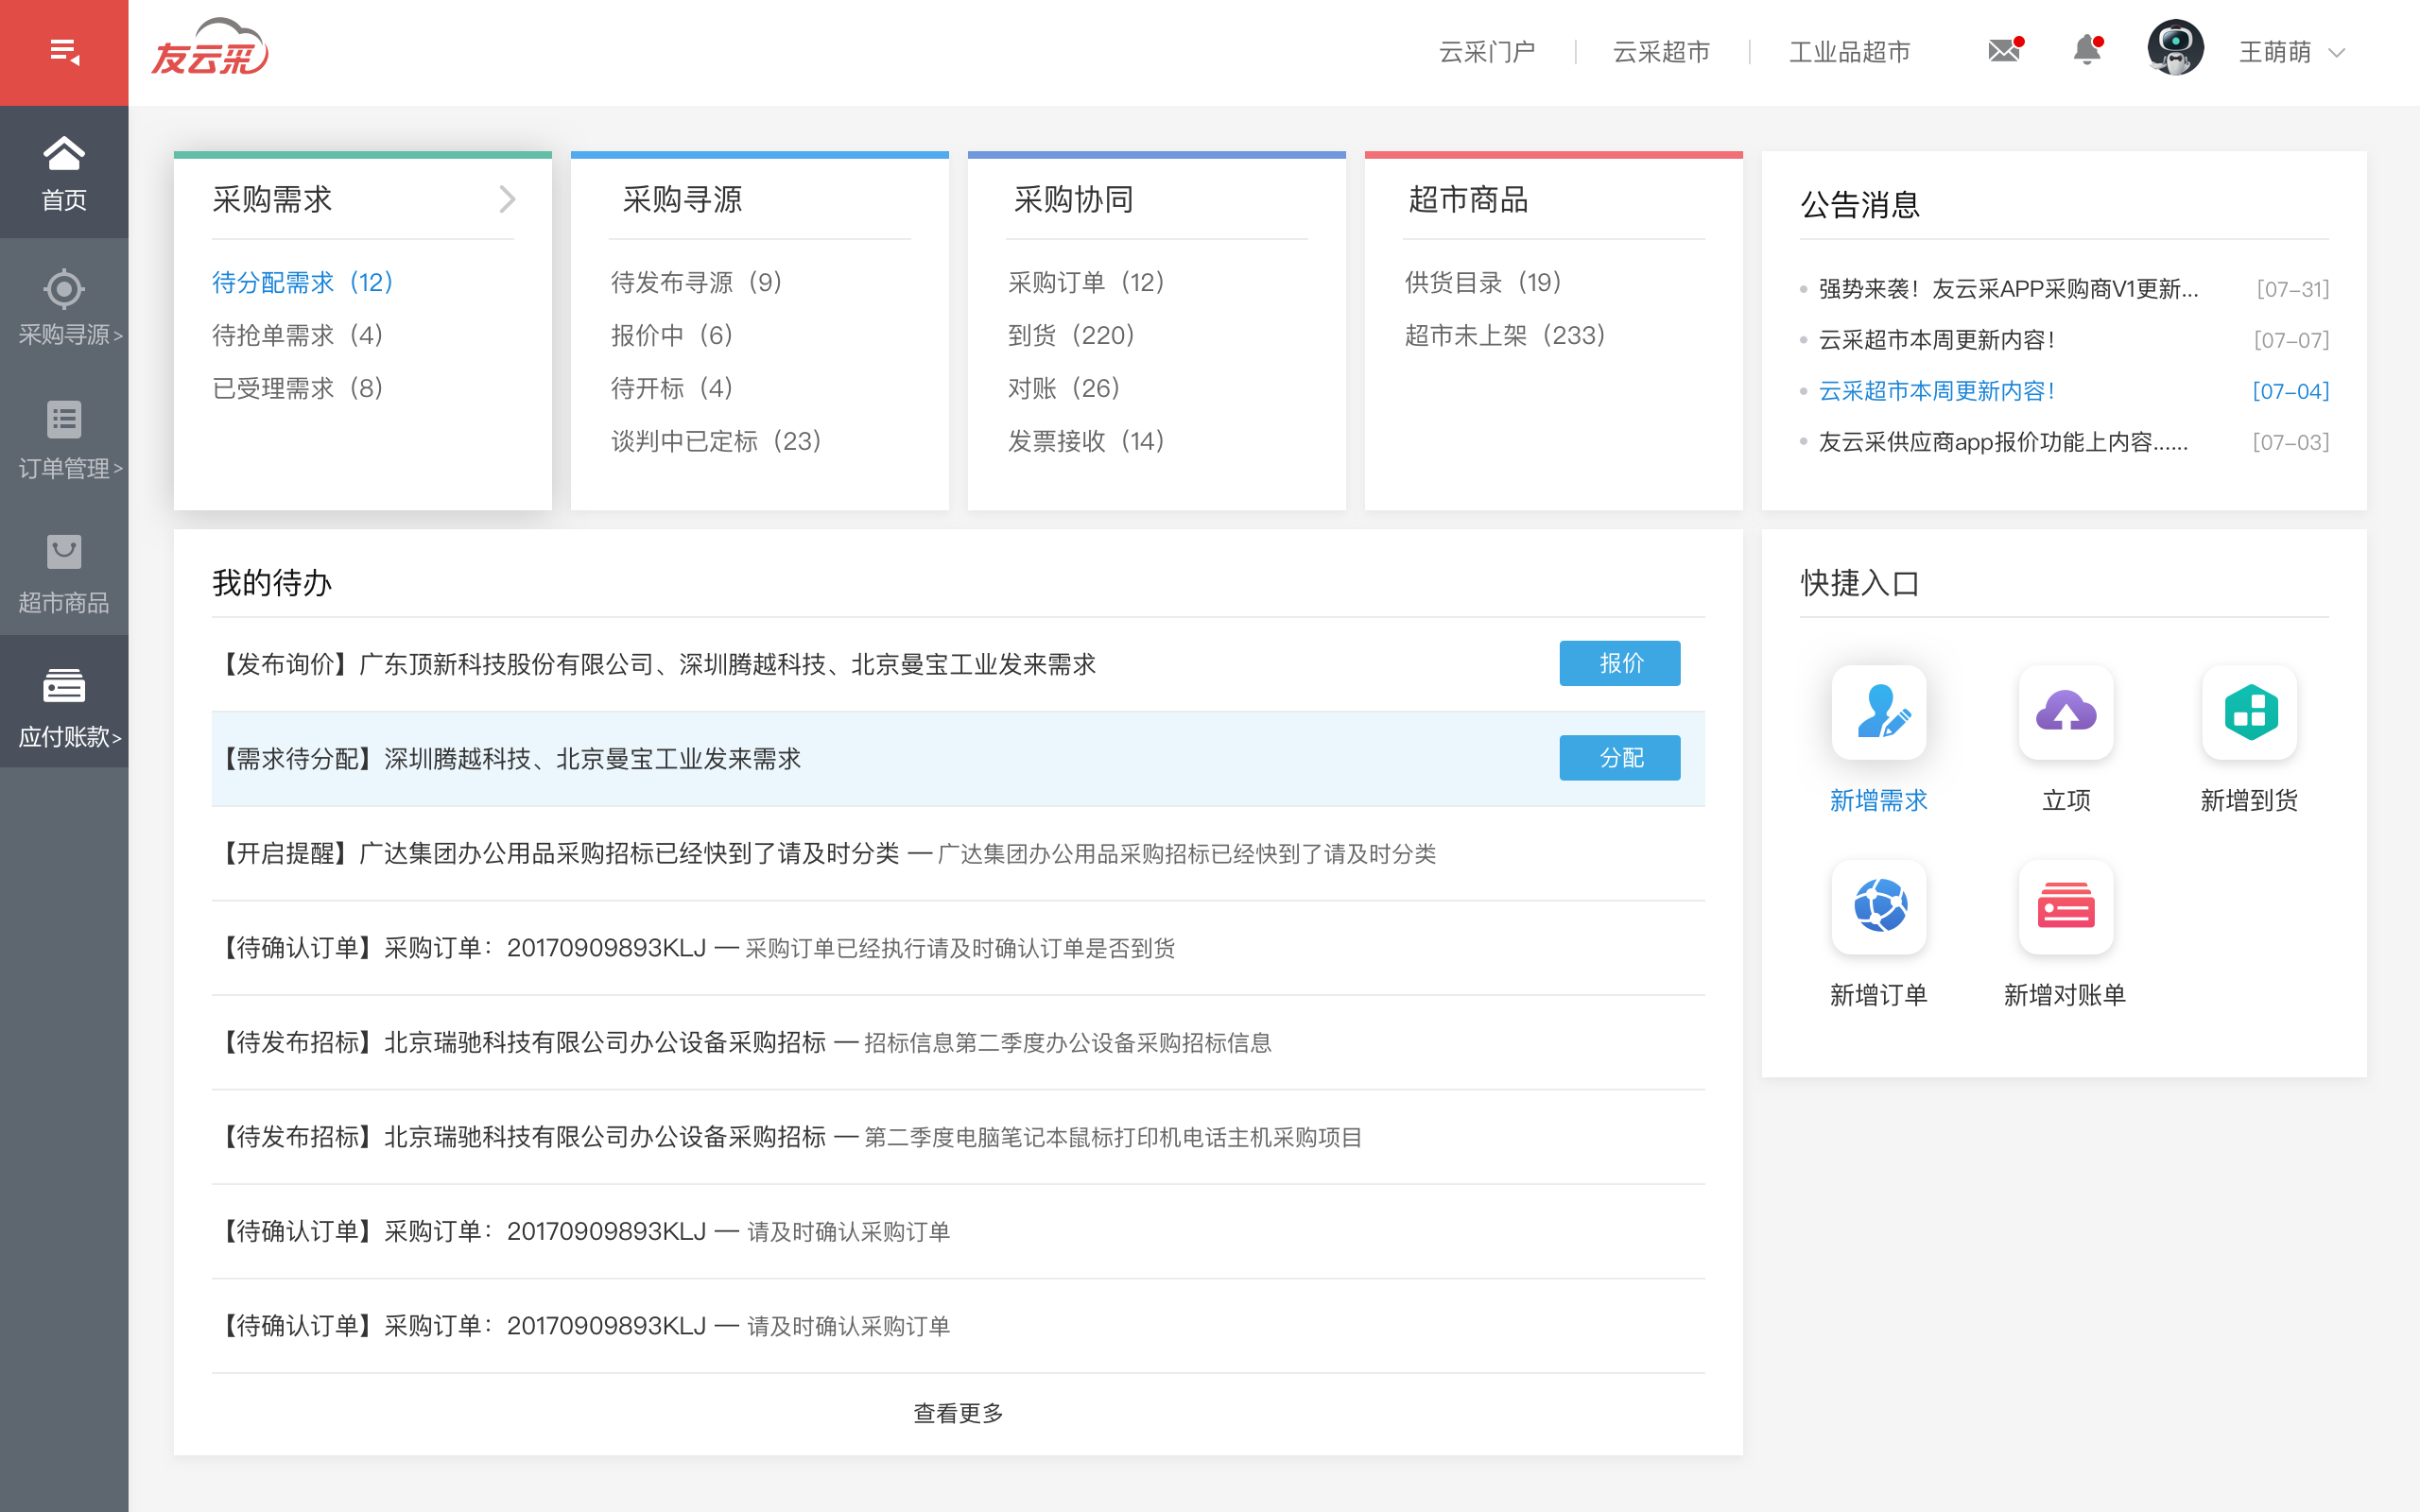 友云采
云采门户
云采超市
工业品超市
王萌萌
首页
采购寻源>
订单管理>
超市商品
应付账款>
采购需求
待分配需求（12）
待抢单需求（4）
已受理需求（8）
采购寻源
待发布寻源（9）
报价中（6）
待开标（4）
谈判中已定标（23）
采购协同
采购订单（12）
到货（220）
对账（26）
发票接收（14）
超市商品
供货目录（19）
超市未上架（233）
公告消息
强势来袭！友云采APP采购商V1更新... [07-31]
云采超市本周更新内容！ [07-07]
云采超市本周更新内容！ [07-04]
友云采供应商app报价功能上内容...... [07-03]
我的待办
【发布询价】广东顶新科技股份有限公司、深圳腾越科技、北京曼宝工业发来需求 报价
【需求待分配】深圳腾越科技、北京曼宝工业发来需求 分配
【开启提醒】广达集团办公用品采购招标已经快到了请及时分类 — 广达集团办公用品采购招标已经快到了请及时分类
【待确认订单】采购订单：20170909893KLJ — 采购订单已经执行请及时确认订单是否到货
【待发布招标】北京瑞驰科技有限公司办公设备采购招标 — 招标信息第二季度办公设备采购招标信息
【待发布招标】北京瑞驰科技有限公司办公设备采购招标 — 第二季度电脑笔记本鼠标打印机电话主机采购项目
【待确认订单】采购订单：20170909893KLJ — 请及时确认采购订单
【待确认订单】采购订单：20170909893KLJ — 请及时确认采购订单
查看更多
快捷入口
新增需求
立项
新增到货
新增订单
新增对账单